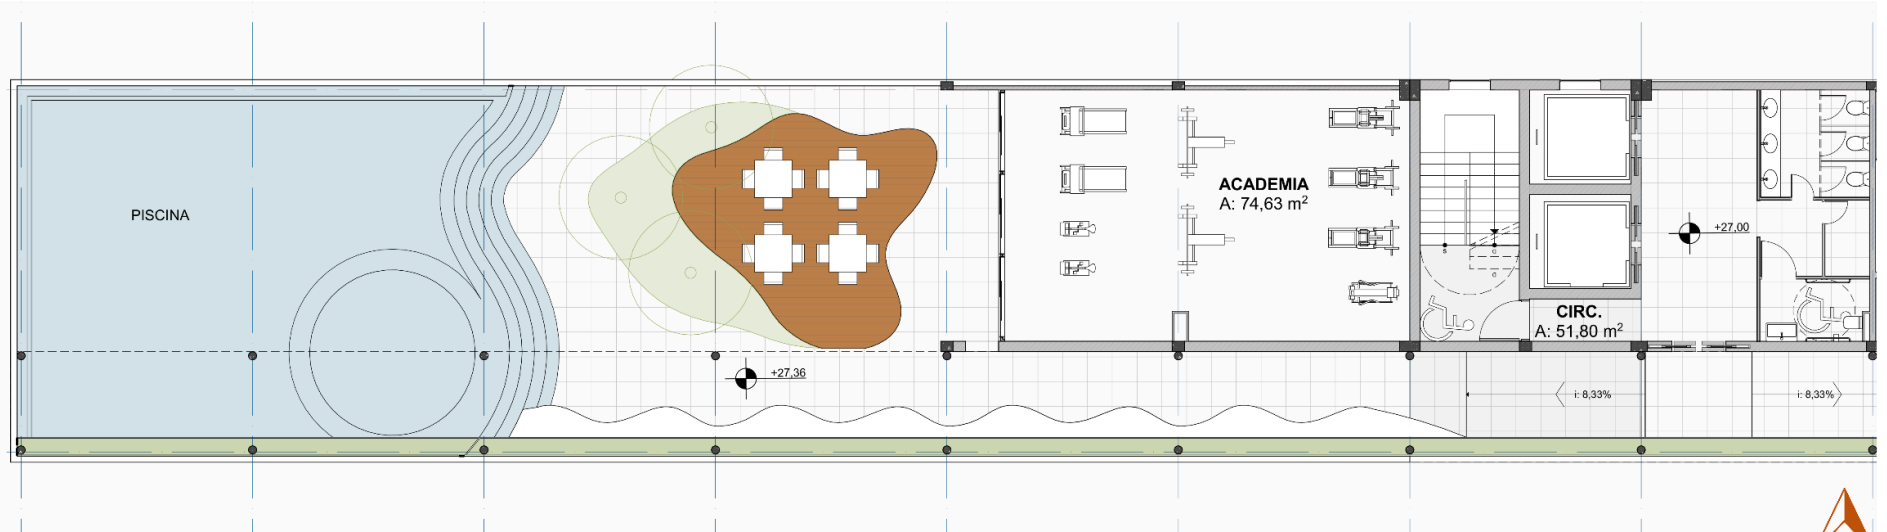 PISCINA
ACADEMIA
A: 74,63 m²
+27,00
CIRC.
A: 51,80 m²
+27,36
i: 8,33%
i: 8,33%